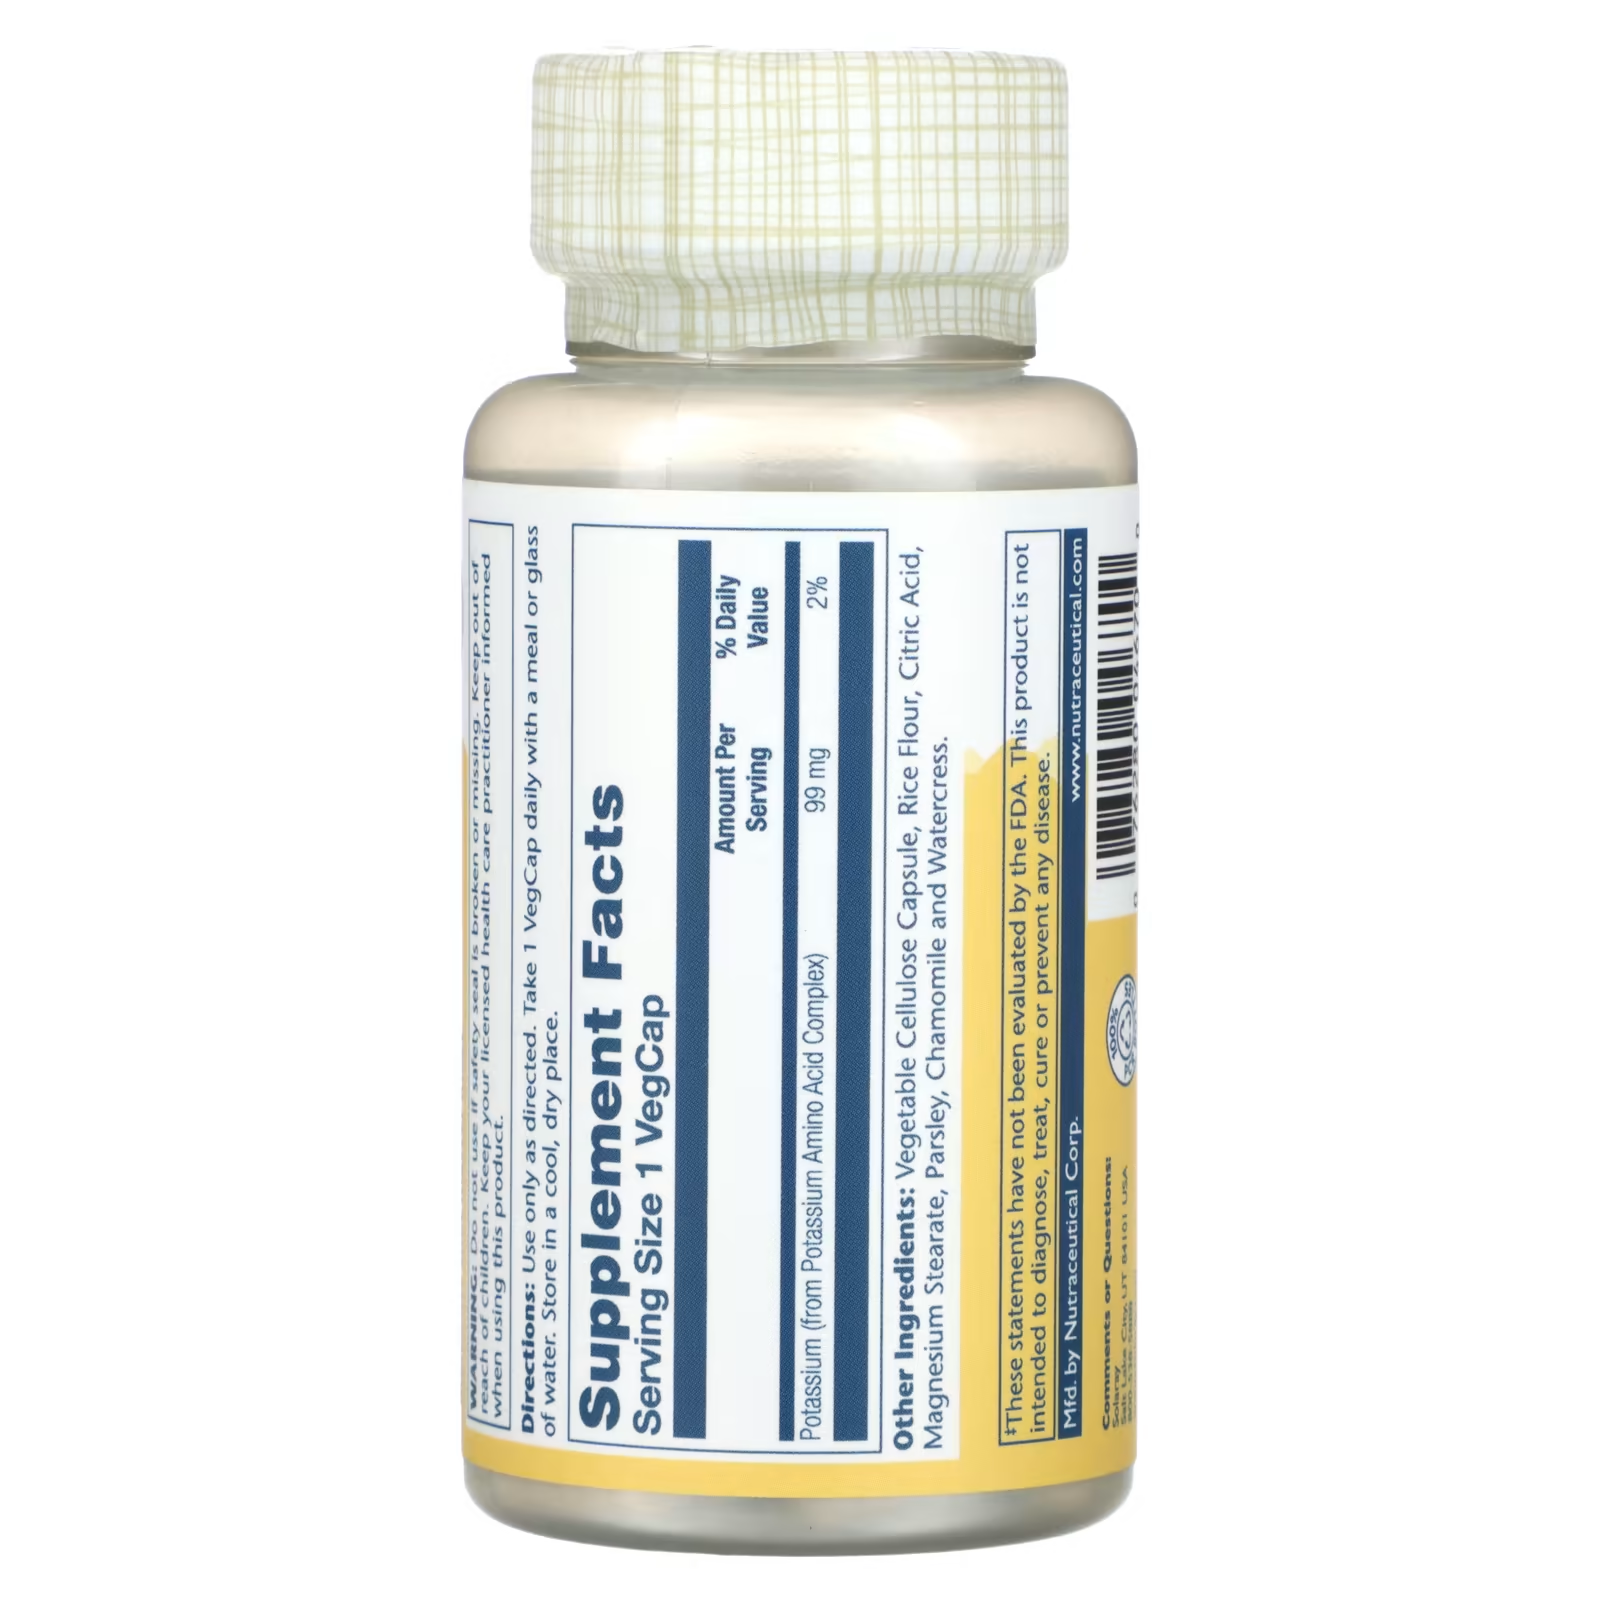 WARNING: Do not use if safety seal is broken or missing. Keep out of
reach of children. Keep your licensed health care practitioner informed
when using this product.
Directions: Use only as directed. Take 1 VegCap daily with a meal or glass
of water. Store in a cool, dry place.
Supplement Facts
Serving Size 1 VegCap
Amount Per
Serving
% Daily
Value
Potassium (from Potassium Amino Acid Complex) 99 mg 2%
Other Ingredients: Vegetable Cellulose Capsule, Rice Flour, Citric Acid,
Magnesium Stearate, Parsley, Chamomile and Watercress.
‡These statements have not been evaluated by the FDA. This product is not
intended to diagnose, treat, cure or prevent any disease.
Mfd. by Nutraceutical Corp. www.nutraceutical.com
Comments or Questions:
Solaray
Salt Lake City, UT 84101 USA
100%